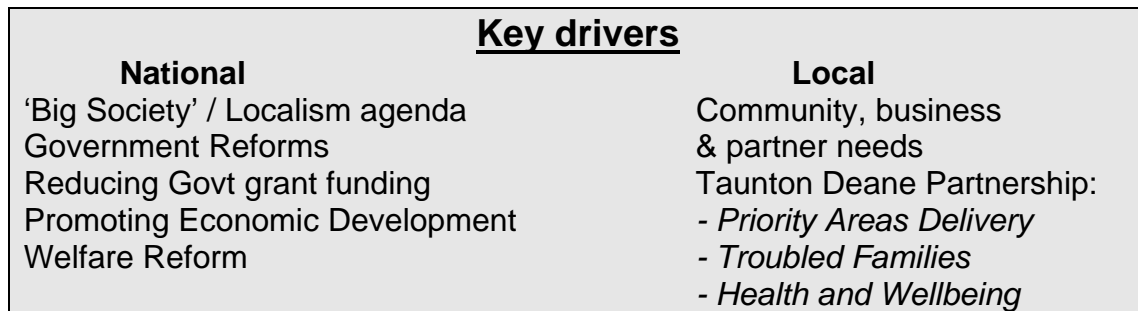 Key drivers
National
‘Big Society’ / Localism agenda
Government Reforms
Reducing Govt grant funding
Promoting Economic Development
Welfare Reform
Local
Community, business
& partner needs
Taunton Deane Partnership:
- Priority Areas Delivery
- Troubled Families
- Health and Wellbeing